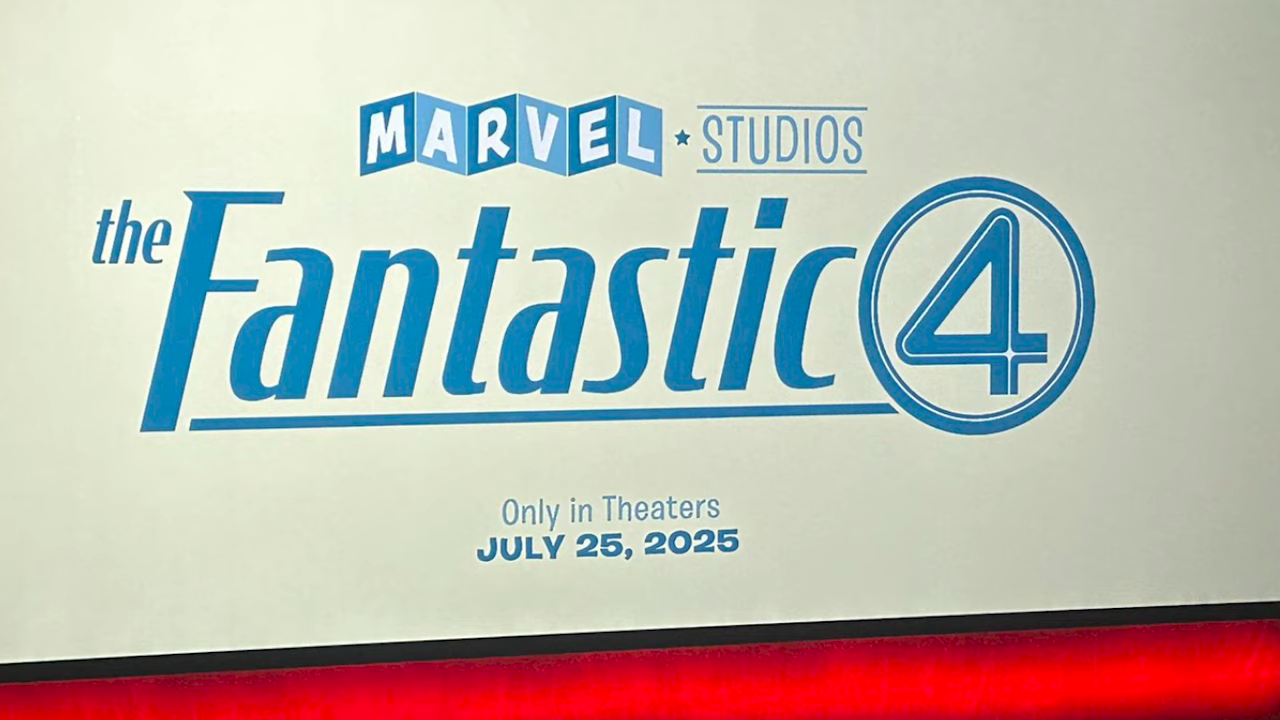 MARVEL ★ STUDIOS
the Fantastic 4
Only in Theaters
JULY 25, 2025